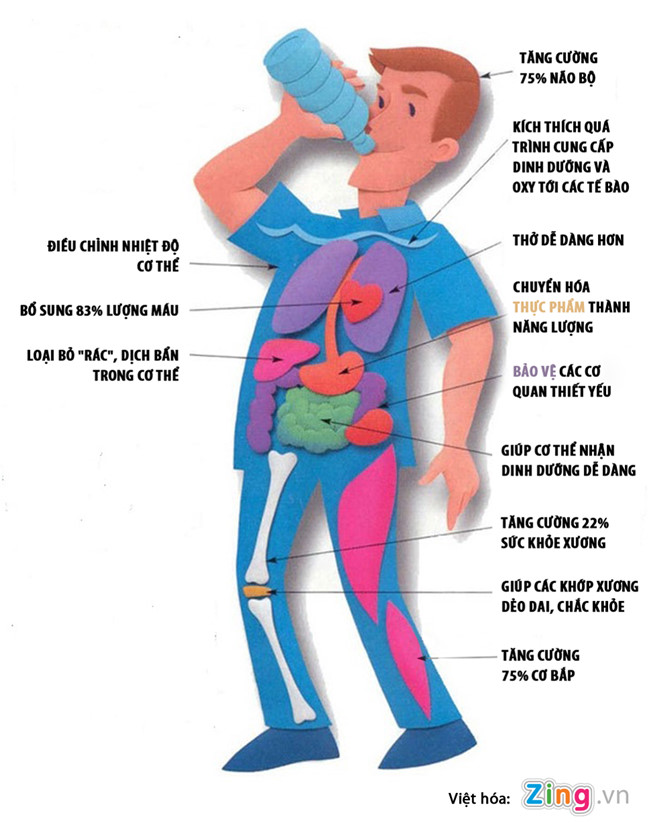 TĂNG CƯỜNG
75% NÃO BỘ
KÍCH THÍCH QUÁ
TRÌNH CUNG CẤP
DINH DƯỠNG VÀ
OXY TỚI CÁC TẾ BÀO
ĐIỀU CHỈNH NHIỆT ĐỘ
CƠ THỂ
THỞ DỄ DÀNG HƠN
BỔ SUNG 83% LƯỢNG MÁU
CHUYỂN HÓA
THỰC PHẨM THÀNH
NĂNG LƯỢNG
LOẠI BỎ "RÁC", DỊCH BẨN
TRONG CƠ THỂ
BẢO VỆ CÁC CƠ
QUAN THIẾT YẾU
GIÚP CƠ THỂ NHẬN
DINH DƯỠNG DỄ DÀNG
TĂNG CƯỜNG 22%
SỨC KHỎE XƯƠNG
GIÚP CÁC KHỚP XƯƠNG
DẺO DAI, CHẮC KHỎE
TĂNG CƯỜNG
75% CƠ BẮP
Việt hóa: Zing.vn